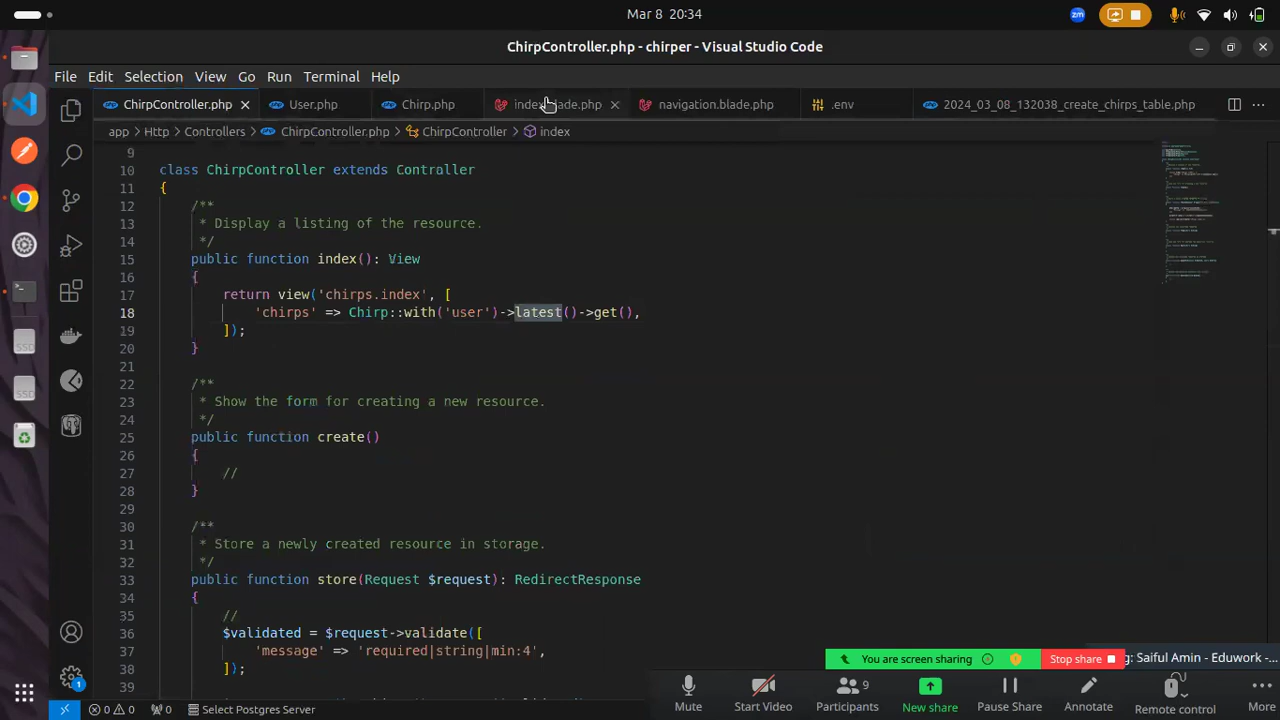 Mar 8 20:34
zm
ChirpController.php - chirper - Visual Studio Code
File Edit Selection View Go Run Terminal Help
ChirpController.php User.php Chirp.php index.blade.php navigation.blade.php .env 2024_03_08_132038_create_chirps_table.php
app > Http > Controllers > ChirpController.php > ChirpController > index
9
10 class ChirpController extends Controller
11 {
12 /**
13 * Display a listing of the resource.
14 */
15 public function index(): View
16 {
17 return view('chirps.index', [
18 'chirps' => Chirp::with('user')->latest()->get(),
19 ]);
20 }
21
22 /**
23 * Show the form for creating a new resource.
24 */
25 public function create()
26 {
27 //
28 }
29
30 /**
31 * Store a newly created resource in storage.
32 */
33 public function store(Request $request): RedirectResponse
34 {
35 //
36 $validated = $request->validate([
37 'message' => 'required|string|min:4',
38 ]);
39
SSD
SSD
1
You are screen sharing Stop share
g: Saiful Amin - Eduwork -...
9
Mute Start Video Participants New share Pause Share Annotate Remote control More
0 0 0 Select Postgres Server